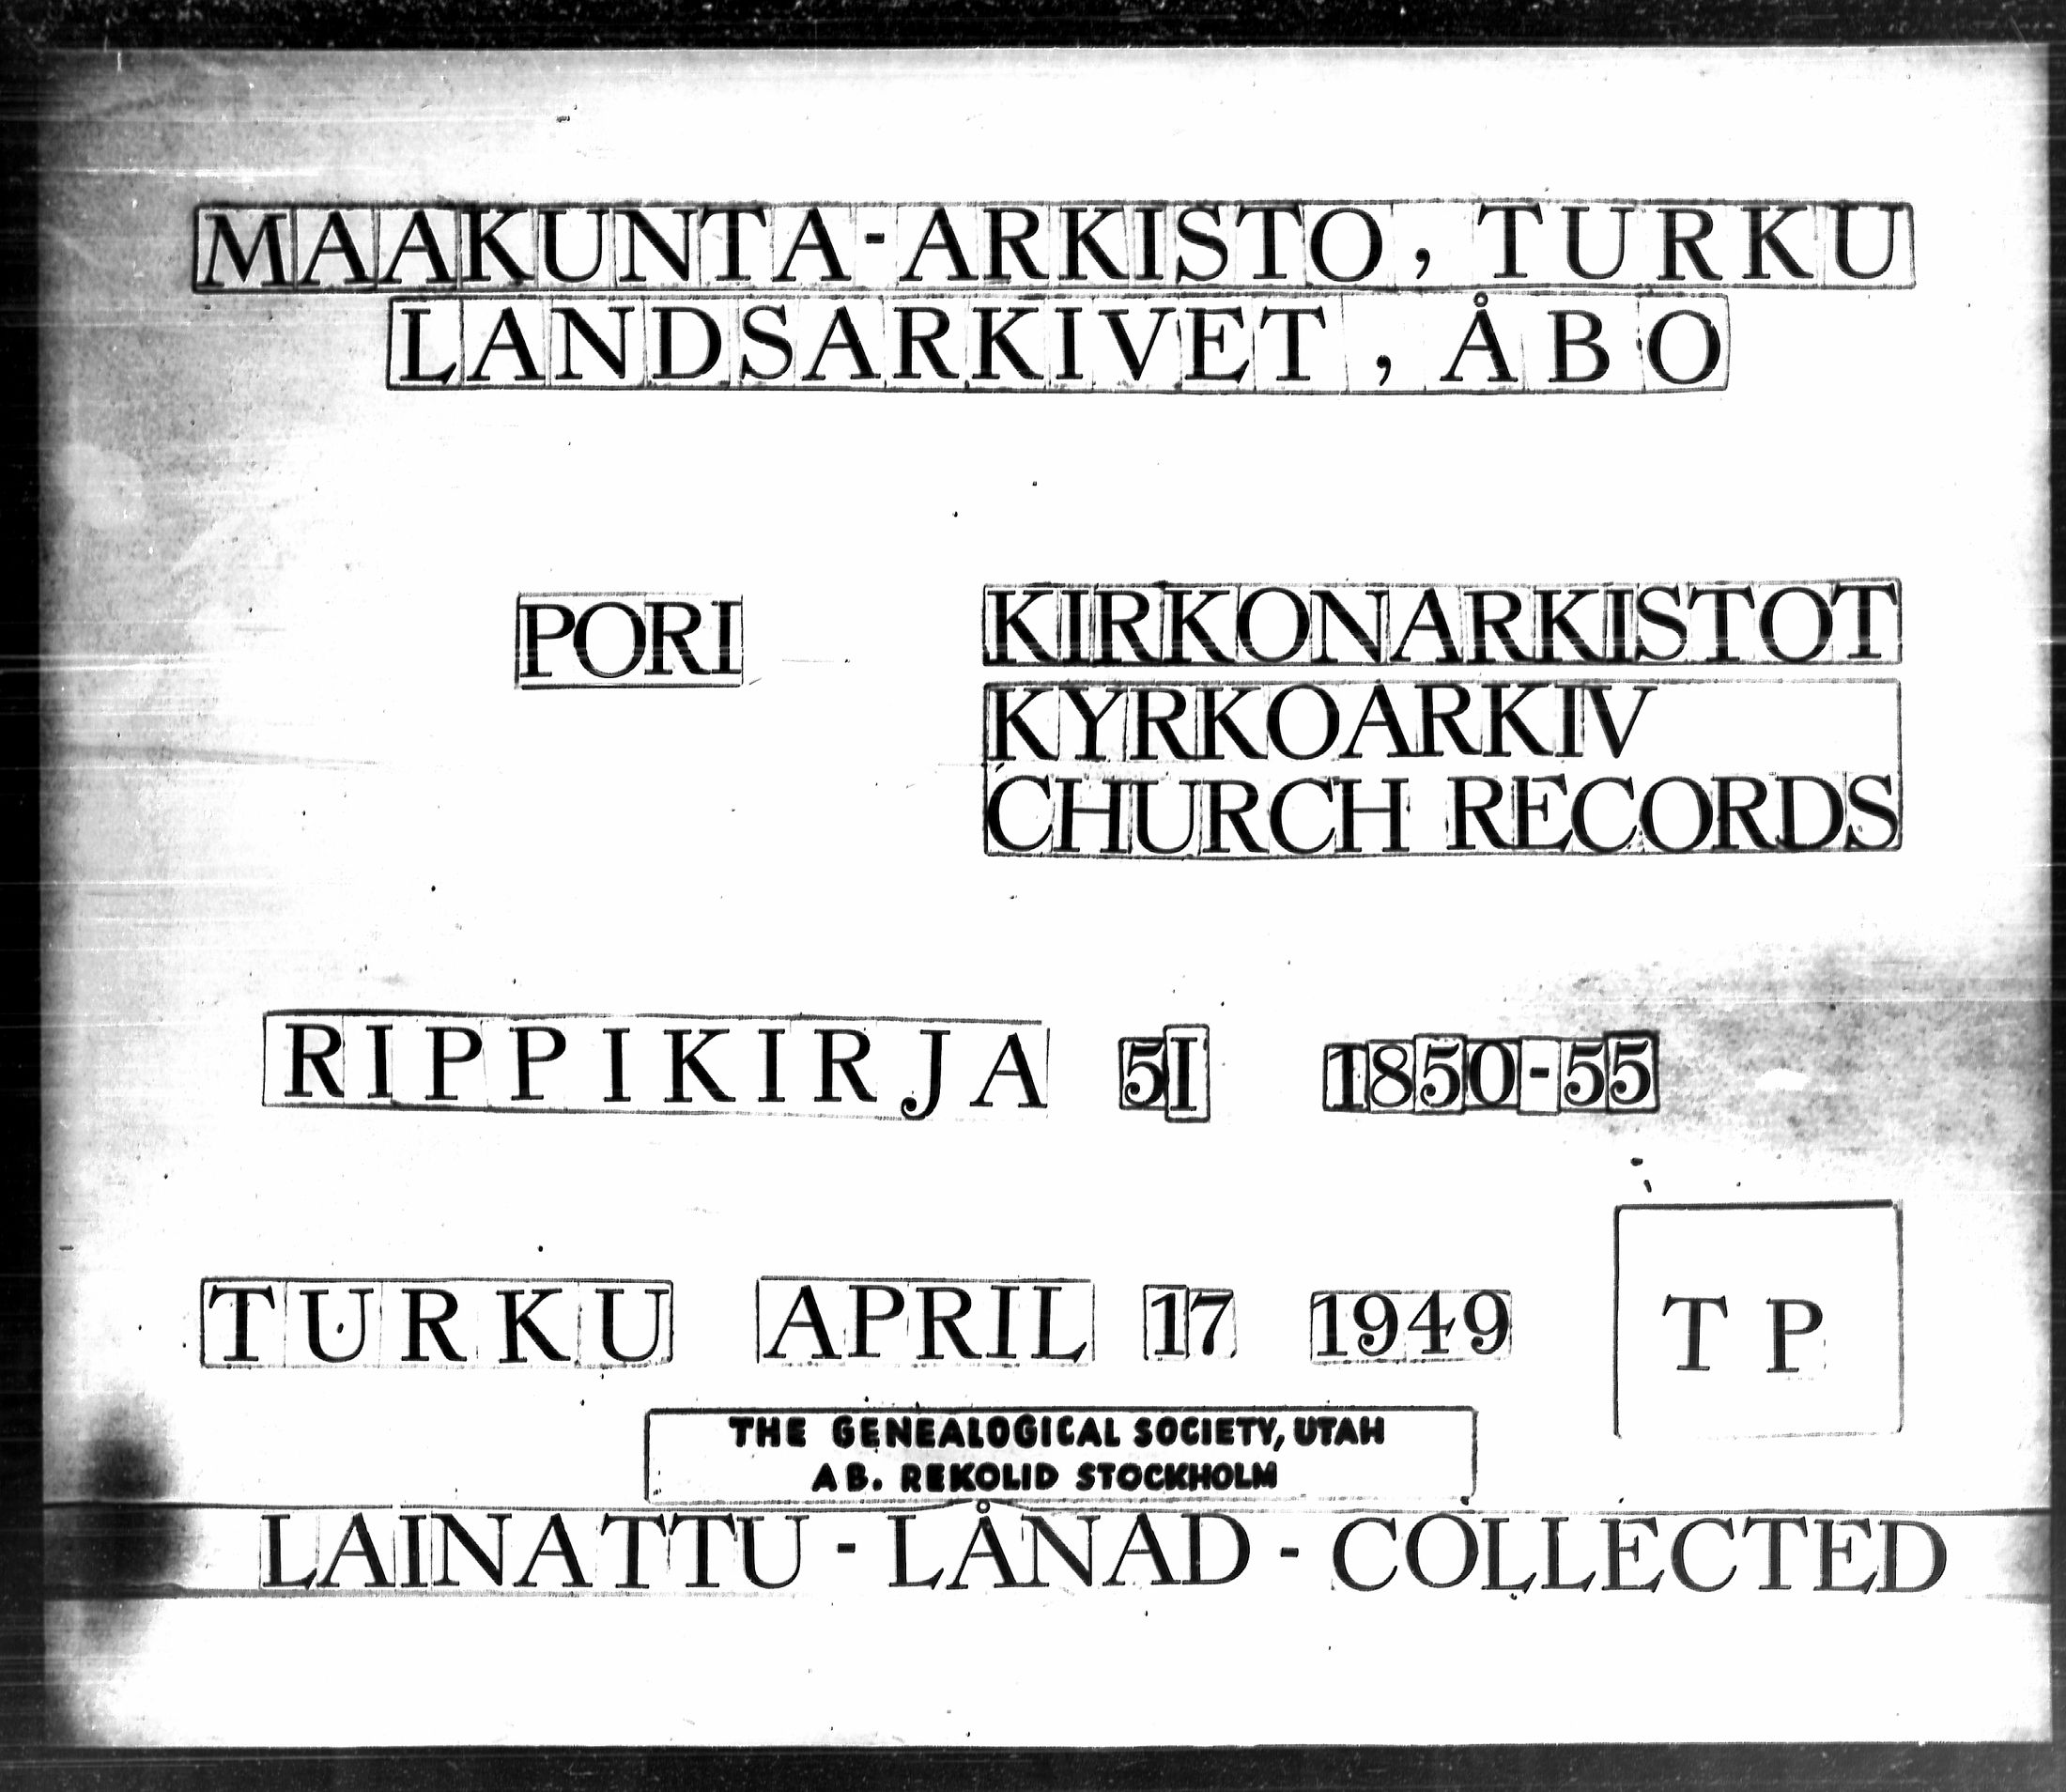 MAAKUNTA-ARKISTO, TURKU
LANDSARKIVET, ÅBO
PORI
KIRKONARKISTOT
KYRKOARKIV
CHURCH RECORDS
RIPPIKIRJA 5I 1850-55
TURKU APRIL 17 1949 TP
THE GENEALOGICAL SOCIETY, UTAH
AB. REKOLID STOCKHOLM
LAINATTU - LÅNAD - COLLECTED